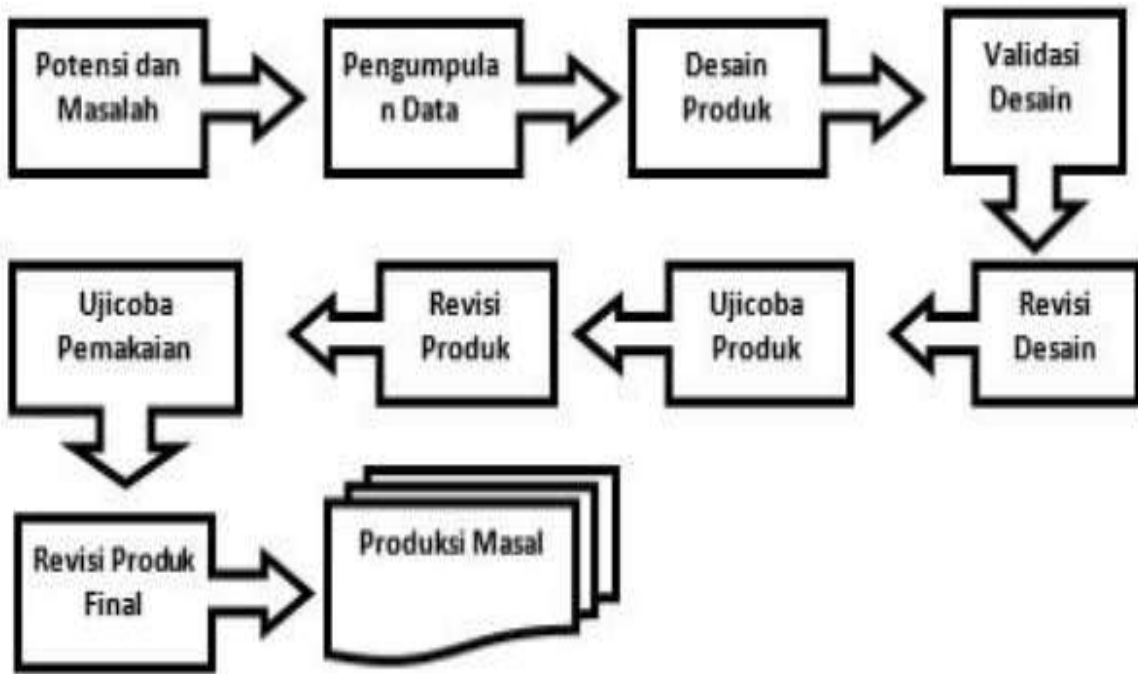 Potensi dan
Masalah
Pengumpula
n Data
Desain
Produk
Validasi
Desain
Revisi
Desain
Ujicoba
Produk
Revisi
Produk
Ujicoba
Pemakaian
Revisi Produk
Final
Produksi Masal